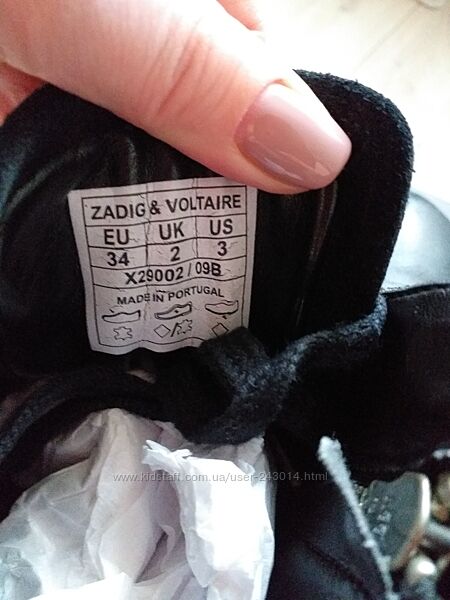 ZADIG & VOLTAIRE
EU UK US
34 2 3
X29002 / 09B
MADE IN PORTUGAL
www.kidstaff.com.ua/user-243014.html